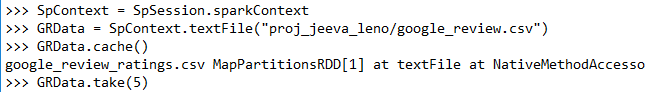 >>> SpContext = SpSession.sparkContext
>>> GRData = SpContext.textFile("proj_jeeva_leno/google_review.csv")
>>> GRData.cache()
google_review_ratings.csv MapPartitionsRDD[1] at textFile at NativeMethodAccesso
>>> GRData.take(5)